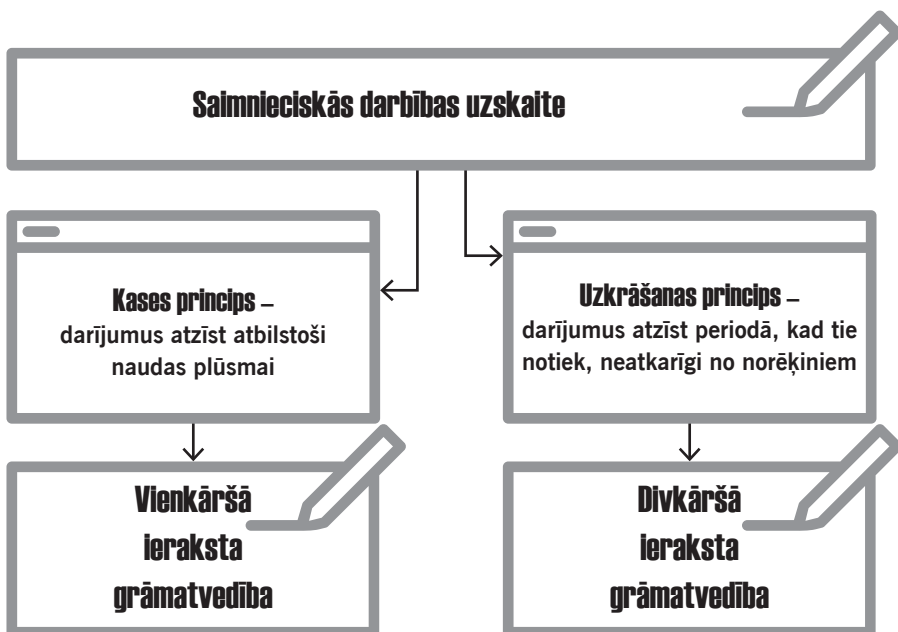 Saimnieciskās darbības uzskaite
Kases princips –
darījumus atzīst atbilstoši
naudas plūsmai
Uzkrāšanas princips –
darījumus atzīst periodā, kad tie
notiek, neatkarīgi no norēķiniem
Vienkāršā
ieraksta
grāmatvedība
Divkāršā
ieraksta
grāmatvedība